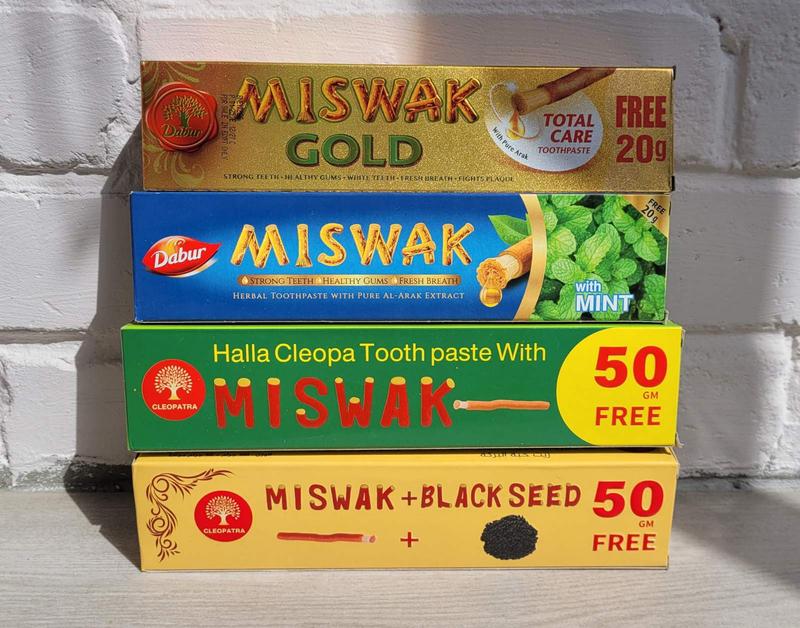 Dabur
MISWAK
GOLD
STRONG TEETH • HEALTHY GUMS • WHITE TEETH • FRESH BREATH • FIGHTS PLAQUE
With Pure Arak
TOTAL
CARE
TOOTHPASTE
FREE
20g
Dabur
MISWAK
STRONG TEETH HEALTHY GUMS FRESH BREATH
HERBAL TOOTHPASTE WITH PURE AL-ARAK EXTRACT
with
MINT
FREE
20g
CLEOPATRA
Halla Cleopa Tooth paste With
MISWAK
50
GM
FREE
CLEOPATRA
MISWAK + BLACK SEED
+
50
GM
FREE